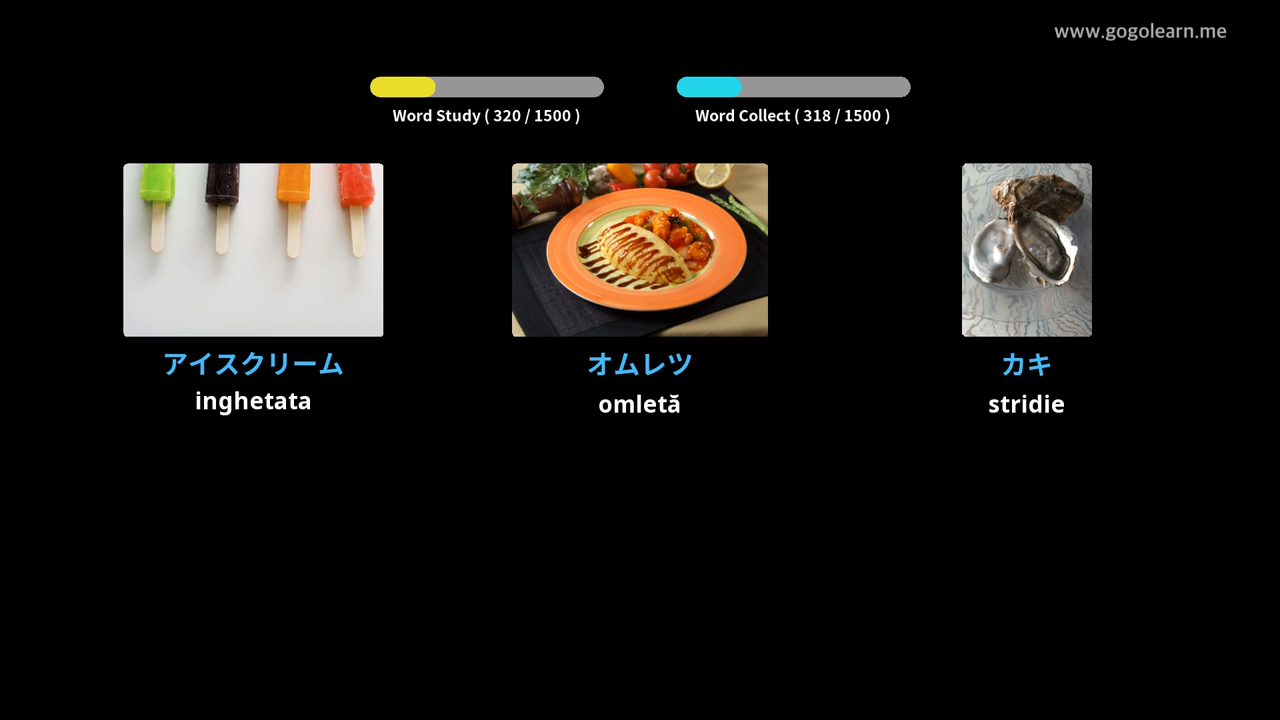 www.gogolearn.me
Word Study ( 320 / 1500 )
Word Collect ( 318 / 1500 )
アイスクリーム
inghetata
オムレツ
omletă
カキ
stridie